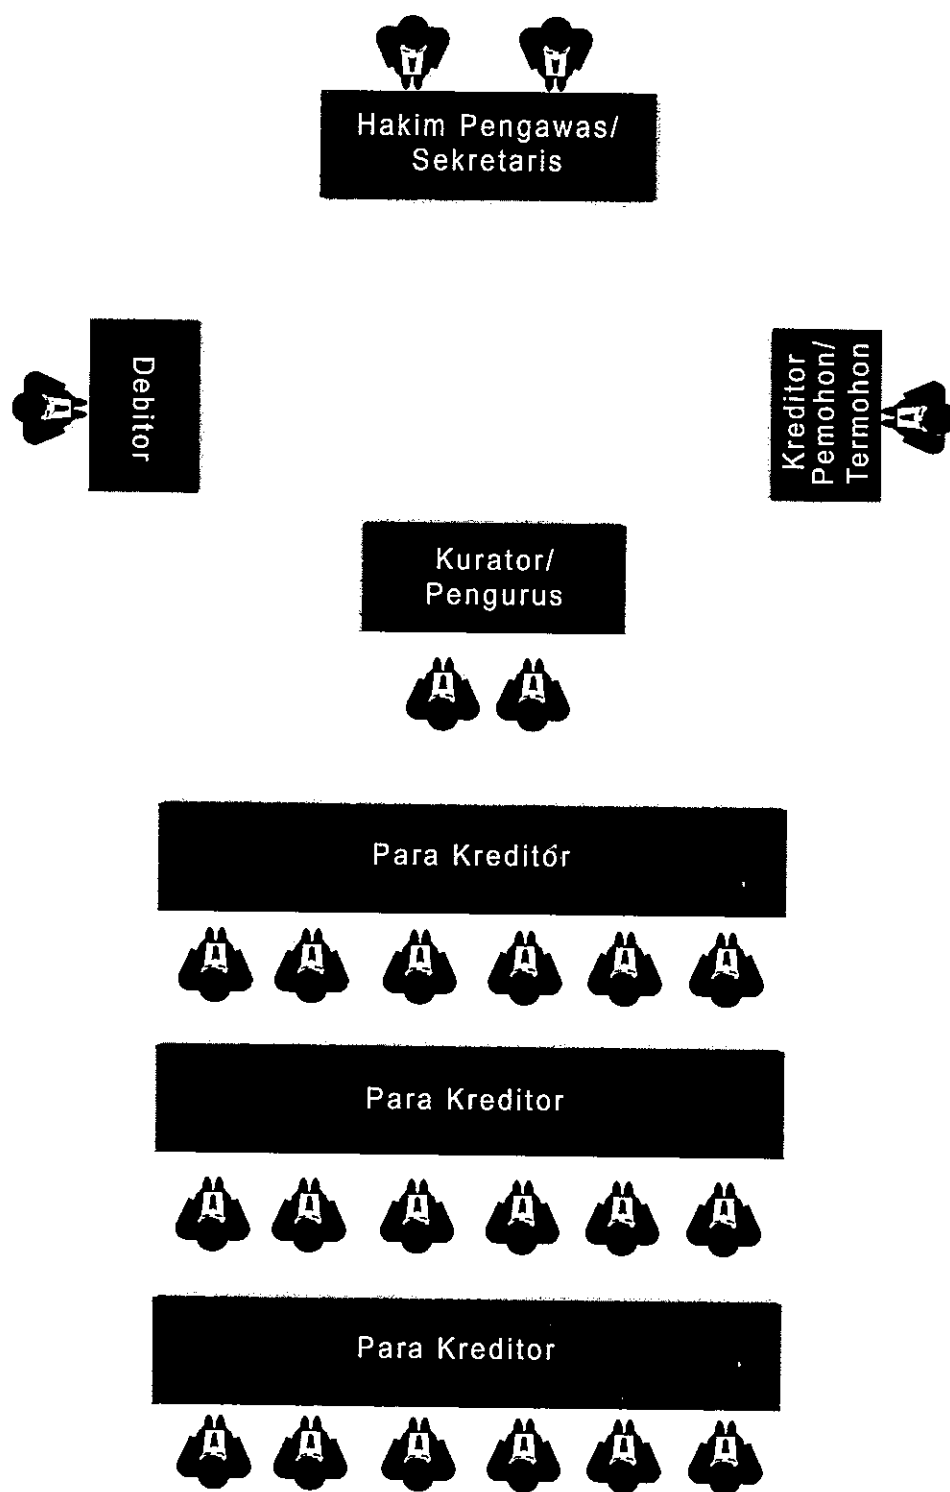 Hakim Pengawas/
Sekretaris
Debitor
Kreditor
Pemohon/
Termohon
Kurator/
Pengurus
Para Kreditor
Para Kreditor
Para Kreditor